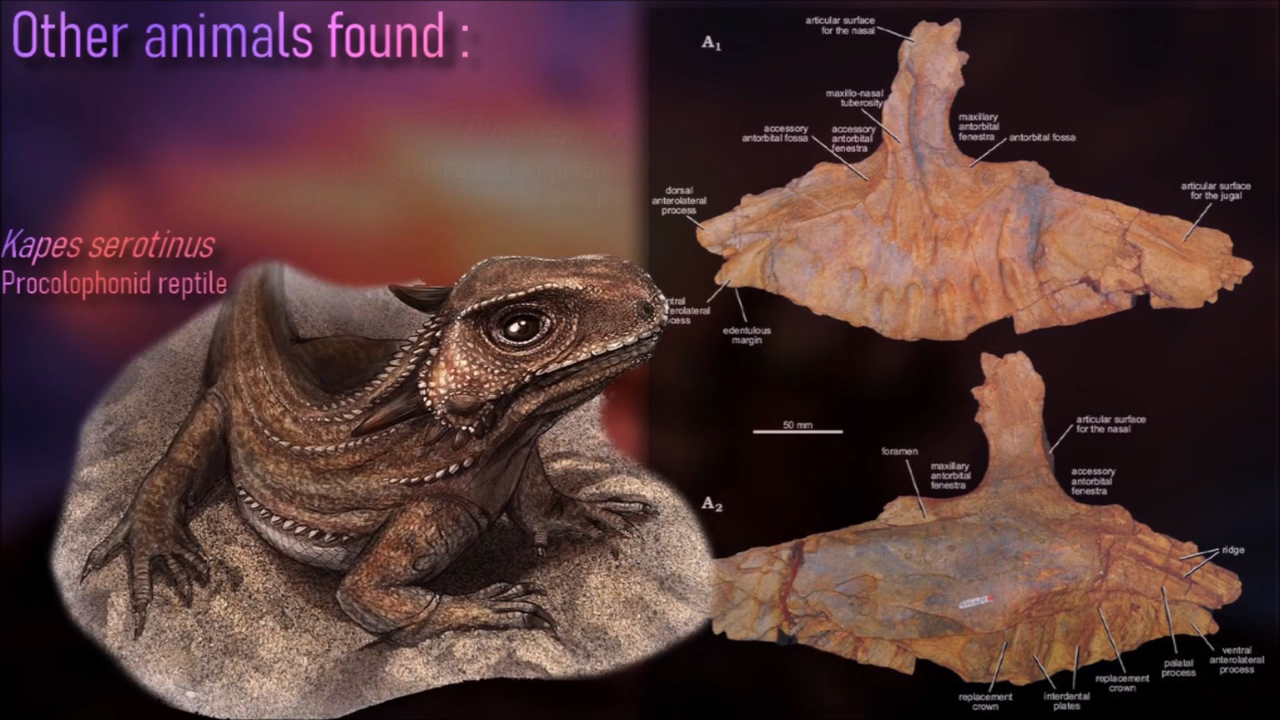 Other animals found :
Kapes serotinus
Procolophonid reptile
A1
articular surface
for the nasal
maxillo-nasal
tuberosity
accessory
antorbital fossa
accessory
antorbital
fenestra
maxillary
antorbital
fenestra
antorbital fossa
dorsal
anterolateral
process
articular surface
for the jugal
edentulous
margin
50 mm
A2
articular surface
for the nasal
foramen
maxillary
antorbital
fenestra
accessory
antorbital
fenestra
ridge
ventral
anterolateral
process
palatal
process
replacement
crown
interdental
plates
replacement
crown